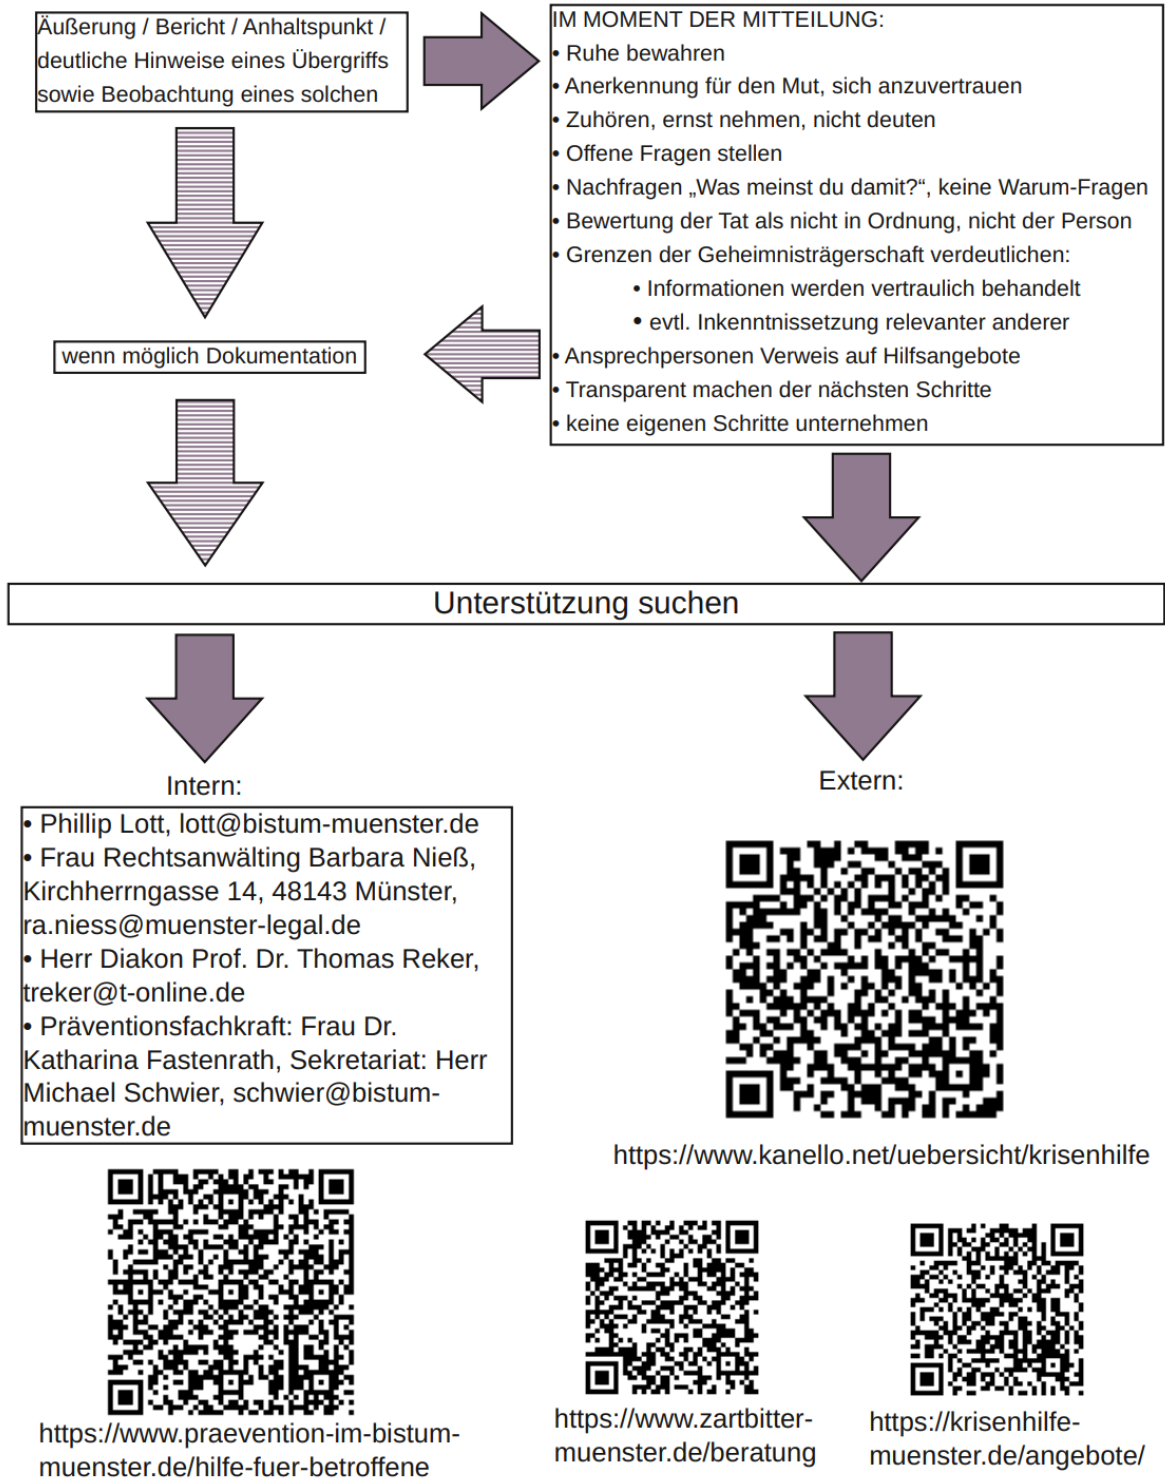 Äußerung / Bericht / Anhaltspunkt /
deutliche Hinweise eines Übergriffs
sowie Beobachtung eines solchen
IM MOMENT DER MITTEILUNG:
• Ruhe bewahren
• Anerkennung für den Mut, sich anzuvertrauen
• Zuhören, ernst nehmen, nicht deuten
• Offene Fragen stellen
• Nachfragen „Was meinst du damit?“, keine Warum-Fragen
• Bewertung der Tat als nicht in Ordnung, nicht der Person
• Grenzen der Geheimnisträgerschaft verdeutlichen:
• Informationen werden vertraulich behandelt
• evtl. Inkenntnissetzung relevanter anderer
• Ansprechpersonen Verweis auf Hilfsangebote
• Transparent machen der nächsten Schritte
• keine eigenen Schritte unternehmen
wenn möglich Dokumentation
Unterstützung suchen
Intern:
• Phillip Lott, lott@bistum-muenster.de
• Frau Rechtsanwälting Barbara Nieß,
Kirchherrngasse 14, 48143 Münster,
ra.niess@muenster-legal.de
• Herr Diakon Prof. Dr. Thomas Reker,
treker@t-online.de
• Präventionsfachkraft: Frau Dr.
Katharina Fastenrath, Sekretariat: Herr
Michael Schwier, schwier@bistum-
muenster.de
https://www.praevention-im-bistum-
muenster.de/hilfe-fuer-betroffene
Extern:
https://www.kanello.net/uebersicht/krisenhilfe
https://www.zartbitter-
muenster.de/beratung
https://krisenhilfe-
muenster.de/angebote/